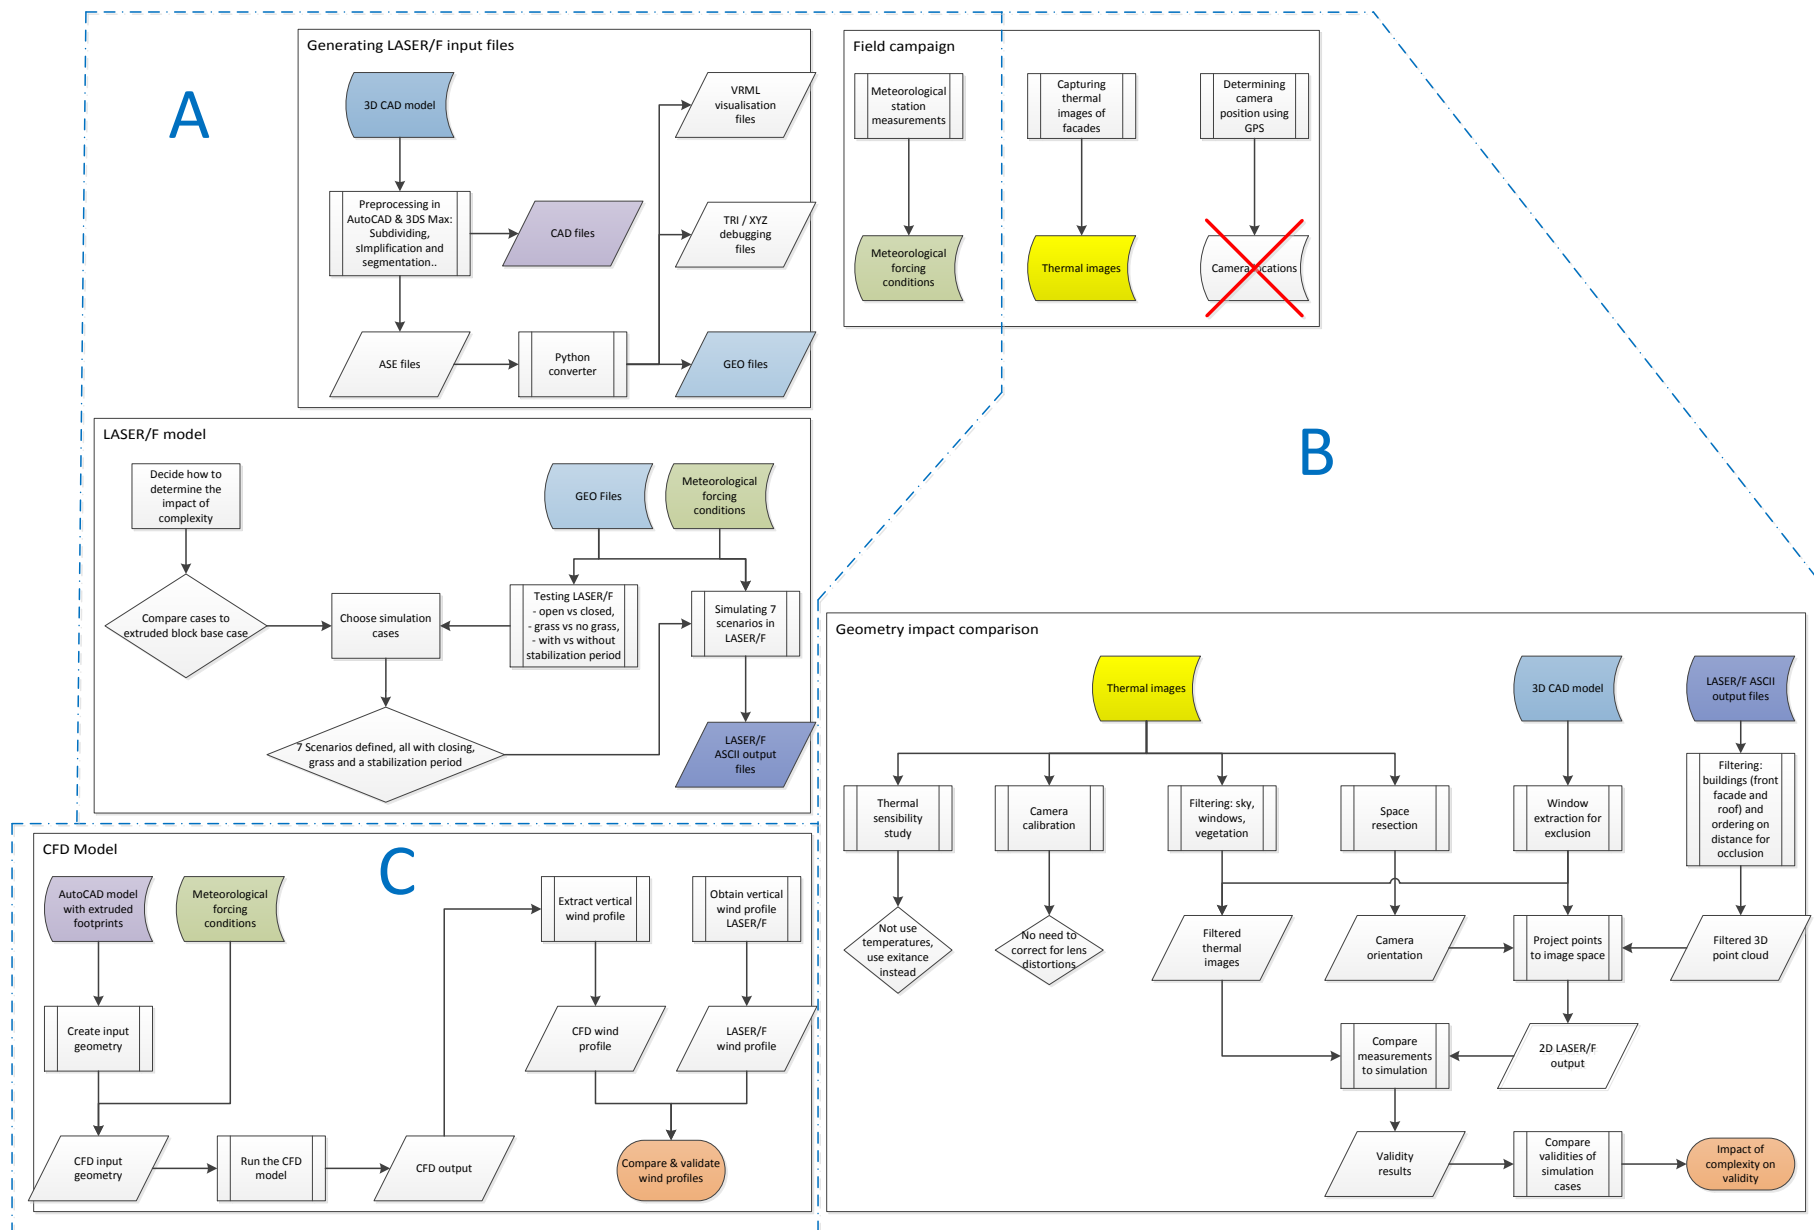 A
Generating LASER/F input files
3D CAD model
VRML
visualisation
files
Preprocessing in
AutoCAD & 3DS Max:
Subdividing,
sImplification and
segmentation..
CAD files
TRI / XYZ
debugging
files
ASE files
Python
converter
GEO files
Field campaign
Meteorological
station
measurements
Capturing
thermal
images of
facades
Determining
camera
position using
GPS
Meteorological
forcing
conditions
Thermal images
Camera locations
B
LASER/F model
Decide how to
determine the
impact of
complexity
GEO Files
Meteorological
forcing
conditions
Compare cases to
extruded block base case
Choose simulation
cases
Testing LASER/F
- open vs closed,
- grass vs no grass,
- with vs without
stabilization period
Simulating 7
scenarios in
LASER/F
7 Scenarios defined, all with closing,
grass and a stabilization period
LASER/F
ASCII output
files
C
CFD Model
AutoCAD model
with extruded
footprints
Meteorological
forcing
conditions
Extract vertical
wind profile
Obtain vertical
wind profile
LASER/F
Create input
geometry
CFD wind
profile
LASER/F
wind profile
CFD input
geometry
Run the CFD
model
CFD output
Compare & validate
wind profiles
Geometry impact comparison
Thermal images
3D CAD model
LASER/F ASCII
output files
Thermal
sensibility
study
Camera
calibration
Filtering: sky,
windows,
vegetation
Space
resection
Window
extraction for
exclusion
Filtering:
buildings (front
facade and
roof) and
ordering on
distance for
occlusion
Not use
temperatures,
use exitance
instead
No need to
correct for lens
distortions
Filtered
thermal
images
Camera
orientation
Project points
to image space
Filtered 3D
point cloud
Compare
measurements
to simulation
2D LASER/F
output
Validity
results
Compare
validities of
simulation
cases
Impact of
complexity on
validity